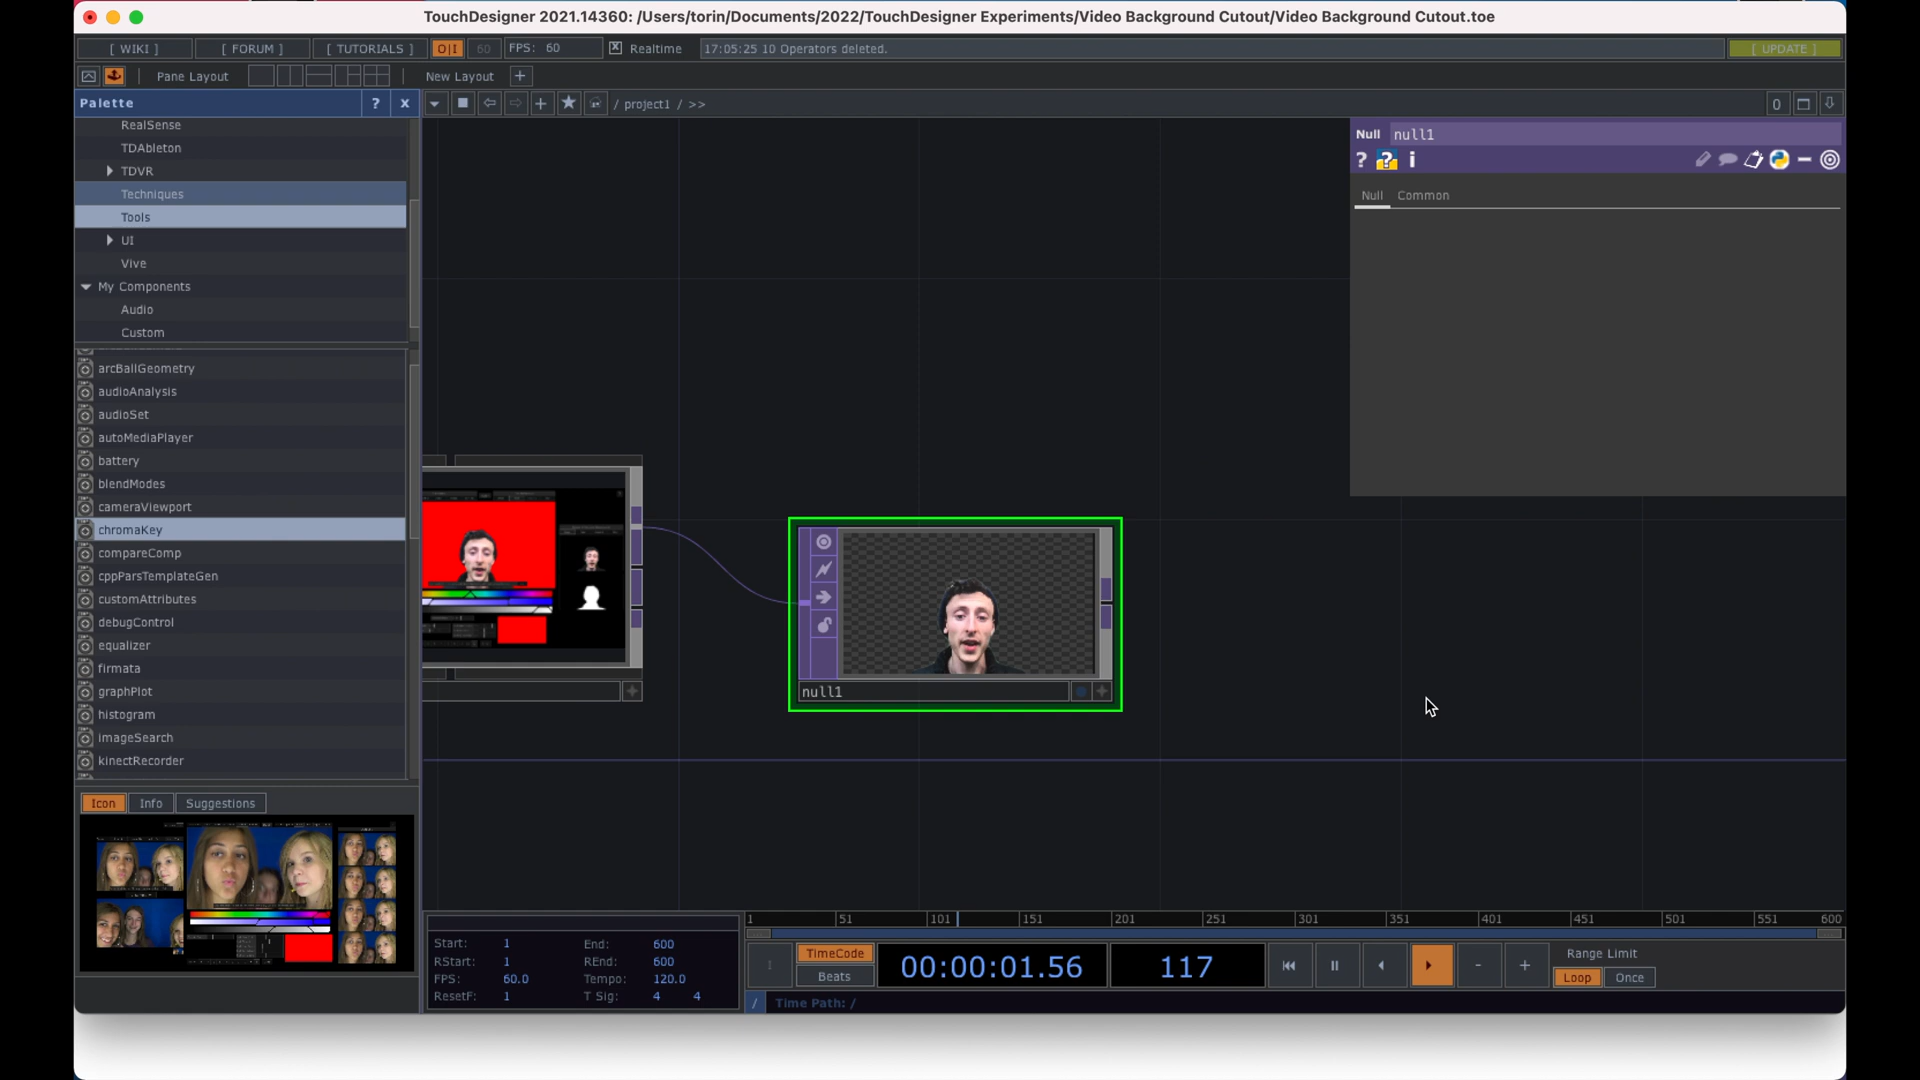 TouchDesigner 2021.14360: /Users/torin/Documents/2022/TouchDesigner Experiments/Video Background Cutout/Video Background Cutout.toe
[ WIKI ] [ FORUM ] [ TUTORIALS ] O|I 60 FPS: 60 Realtime 17:05:25 10 Operators deleted. [ UPDATE ]
Pane Layout New Layout +
Palette ? x / project1 / >> 0
RealSense
TDAbleton
TDVR
Techniques
Tools
UI
Vive
My Components
Audio
Custom
arcBallGeometry
audioAnalysis
audioSet
autoMediaPlayer
battery
blendModes
cameraViewport
chromaKey
compareComp
cppParsTemplateGen
customAttributes
debugControl
equalizer
firmata
graphPlot
histogram
imageSearch
kinectRecorder
Icon Info Suggestions
Null null1
? ? i
Null Common
null1
Start: 1 End: 600
RStart: 1 REnd: 600
FPS: 60.0 Tempo: 120.0
ResetF: 1 T Sig: 4 4
1 51 101 151 201 251 301 351 401 451 501 551 600
TimeCode
Beats
00:00:01.56
117
- +
Range Limit
Loop Once
/ Time Path: /